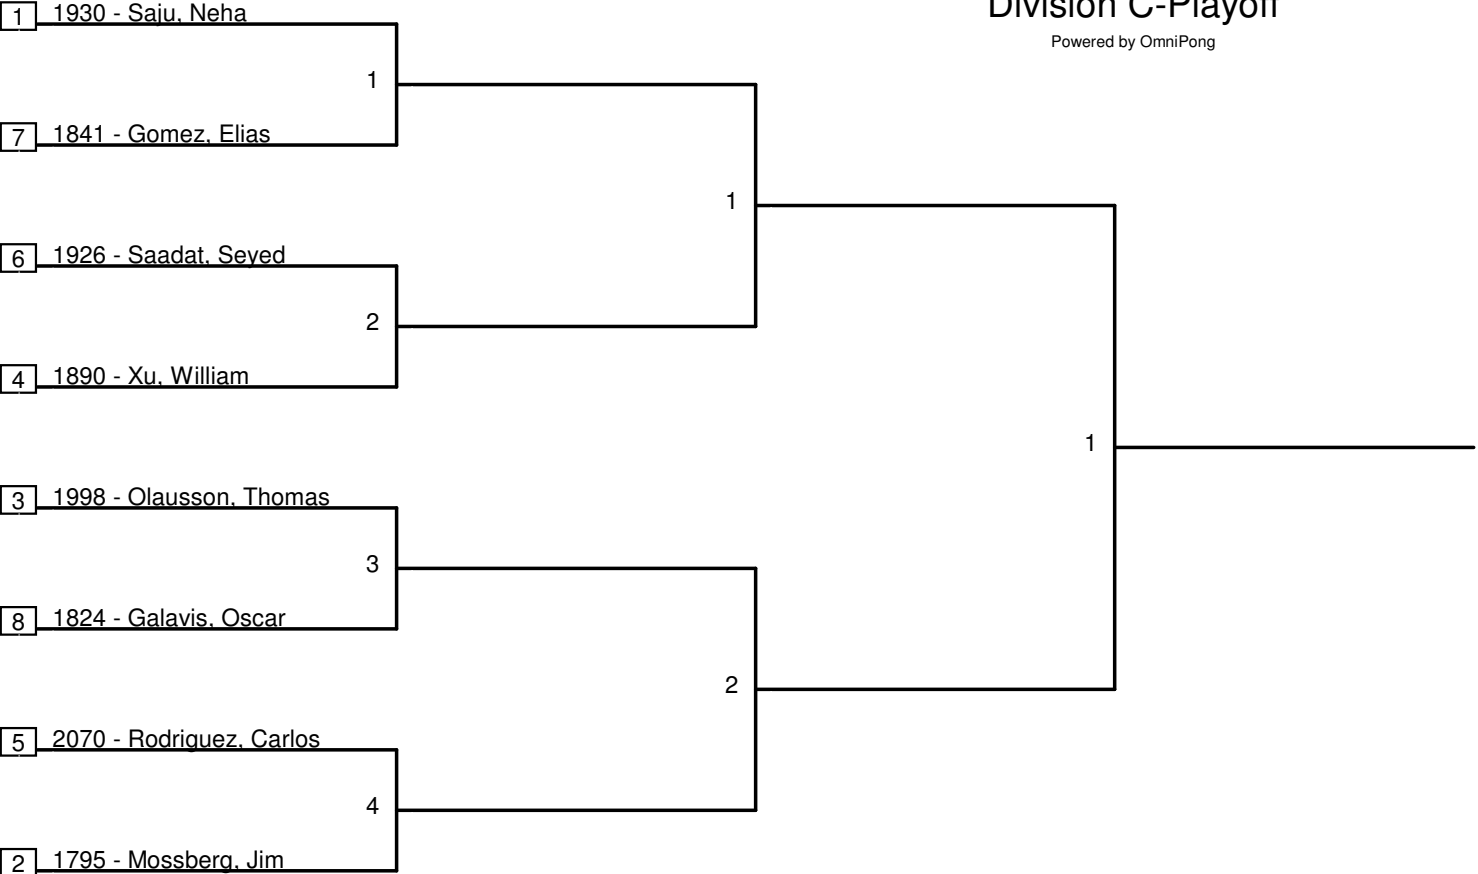 Division C-Playoff
Powered by OmniPong
1 1930 - Saju, Neha
1
7 1841 - Gomez, Elias
1
6 1926 - Saadat, Seyed
2
4 1890 - Xu, William
1
3 1998 - Olausson, Thomas
3
8 1824 - Galavis, Oscar
2
5 2070 - Rodriguez, Carlos
4
2 1795 - Mossberg, Jim